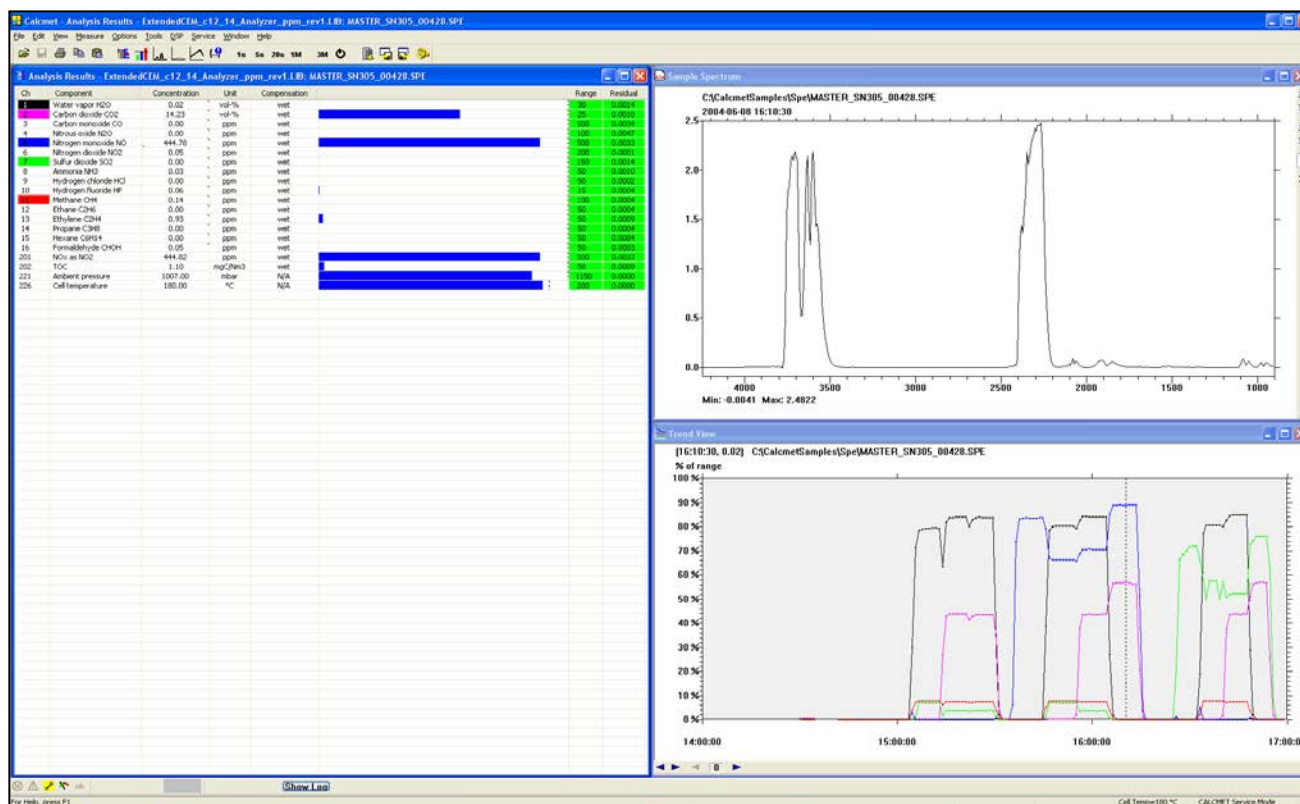 Calcmet - Analysis Results - ExtendedCEM_c12_14_Analyzer_ppm_rev1.LIB: MASTER_SN305_00428.SPE
File Edit View Measure Options Tools DSP Service Window Help
1s 5s 20s 1M 3M
Analysis Results - ExtendedCEM_c12_14_Analyzer_ppm_rev1.LIB: MASTER_SN305_00428.SPE
Ch Component Concentration Unit Compensation Range Residual
1 Water vapor H2O 0.02 vol-% wet 30 0.0014
2 Carbon dioxide CO2 14.23 vol-% wet 25 0.0010
3 Carbon monoxide CO 0.00 ppm wet 500 0.0034
4 Nitrous oxide N2O 0.00 ppm wet 100 0.0047
Nitrogen monoxide NO 444.78 ppm wet 500 0.0033
6 Nitrogen dioxide NO2 0.05 ppm wet 200 0.0001
7 Sulfur dioxide SO2 0.00 ppm wet 150 0.0014
8 Ammonia NH3 0.03 ppm wet 50 0.0010
9 Hydrogen chloride HCl 0.00 ppm wet 50 0.0002
10 Hydrogen fluoride HF 0.06 ppm wet 15 0.0004
11 Methane CH4 0.14 ppm wet 100 0.0004
12 Ethane C2H6 0.00 ppm wet 50 0.0004
13 Ethylene C2H4 0.93 ppm wet 50 0.0009
14 Propane C3H8 0.00 ppm wet 50 0.0004
15 Hexane C6H14 0.00 ppm wet 50 0.0004
16 Formaldehyde CHOH 0.05 ppm wet 50 0.0003
201 NOx as NO2 444.82 ppm wet 500 0.0033
202 TOC 1.10 mgC/Nm3 wet 50 0.0009
221 Ambient pressure 1007.00 mbar N/A 1150 0.0000
226 Cell temperature 180.00 °C N/A 200 0.0000
Sample Spectrum
C:\CalcmetSamples\Spe\MASTER_SN305_00428.SPE
2004-06-08 16:10:30
2.5
2.0
1.5
1.0
0.5
0.0
4000 3500 3000 2500 2000 1500 1000
Min: -0.0041 Max: 2.4822
Trend View
[16:10:30, 0.02] C:\CalcmetSamples\Spe\MASTER_SN305_00428.SPE
% of range
100 %
90 %
80 %
70 %
60 %
50 %
40 %
30 %
20 %
10 %
0 %
14:00:00 15:00:00 16:00:00 17:00:
0
Show Log
For Help, press F1 Cell Temp=180 °C CALCMET Service Mode